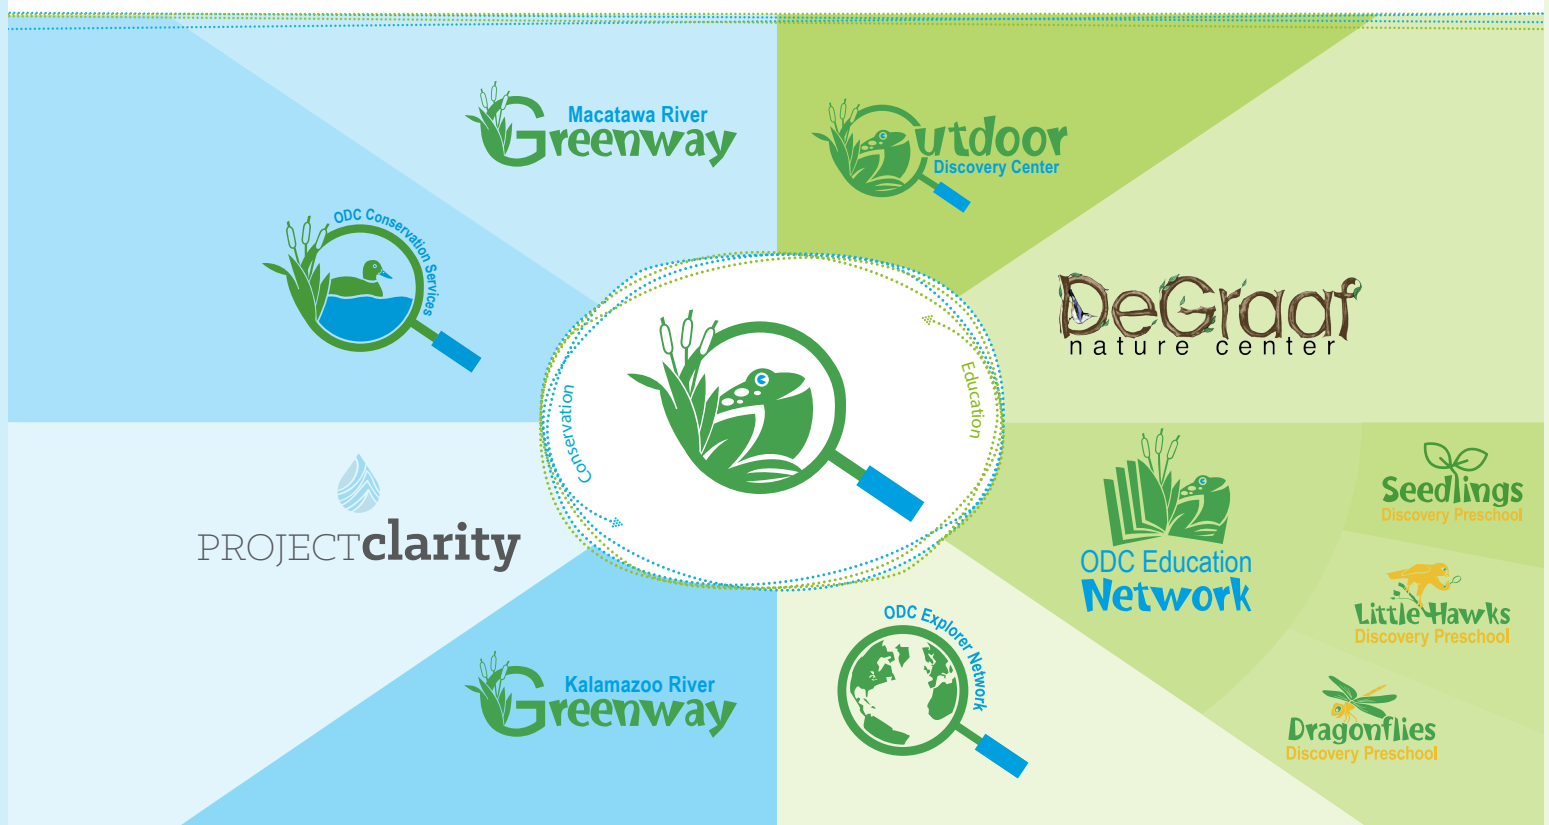 Macatawa River
Greenway
Outdoor
Discovery Center
ODC Conservation Services
DeGraaf
nature center
Conservation
Education
PROJECTclarity
ODC Education
Network
Seedlings
Discovery Preschool
Little Hawks
Discovery Preschool
Dragonflies
Discovery Preschool
Kalamazoo River
Greenway
ODC Explorer Network